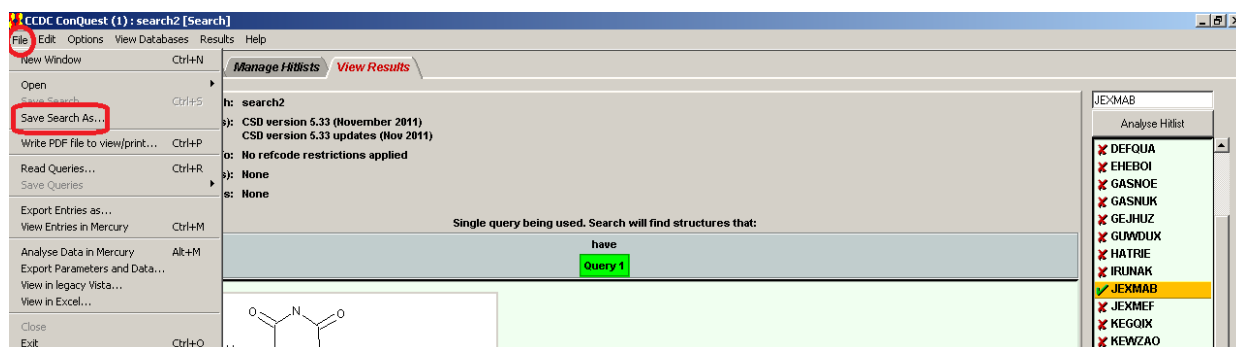 CCDC ConQuest (1) : search2 [Search]
File Edit Options View Databases Results Help
New Window Ctrl+N
Open
Save Search Ctrl+S
Save Search As...
Write PDF file to view/print... Ctrl+P
Read Queries... Ctrl+R
Save Queries
Export Entries as...
View Entries in Mercury Ctrl+M
Analyse Data in Mercury Alt+M
Export Parameters and Data...
View in legacy Vista...
View in Excel...
Close
Exit Ctrl+O
Manage Hitlists View Results
h: search2
s): CSD version 5.33 (November 2011)
CSD version 5.33 updates (Nov 2011)
o: No refcode restrictions applied
s): None
s: None
Single query being used. Search will find structures that:
have
Query 1
O N O
JEXMAB
Analyse Hitlist
DEFQUA
EHEBOI
GASNOE
GASNUK
GEJHUZ
GUWDUX
HATRIE
IRUNAK
JEXMAB
JEXMEF
KEGQIX
KEWZAO